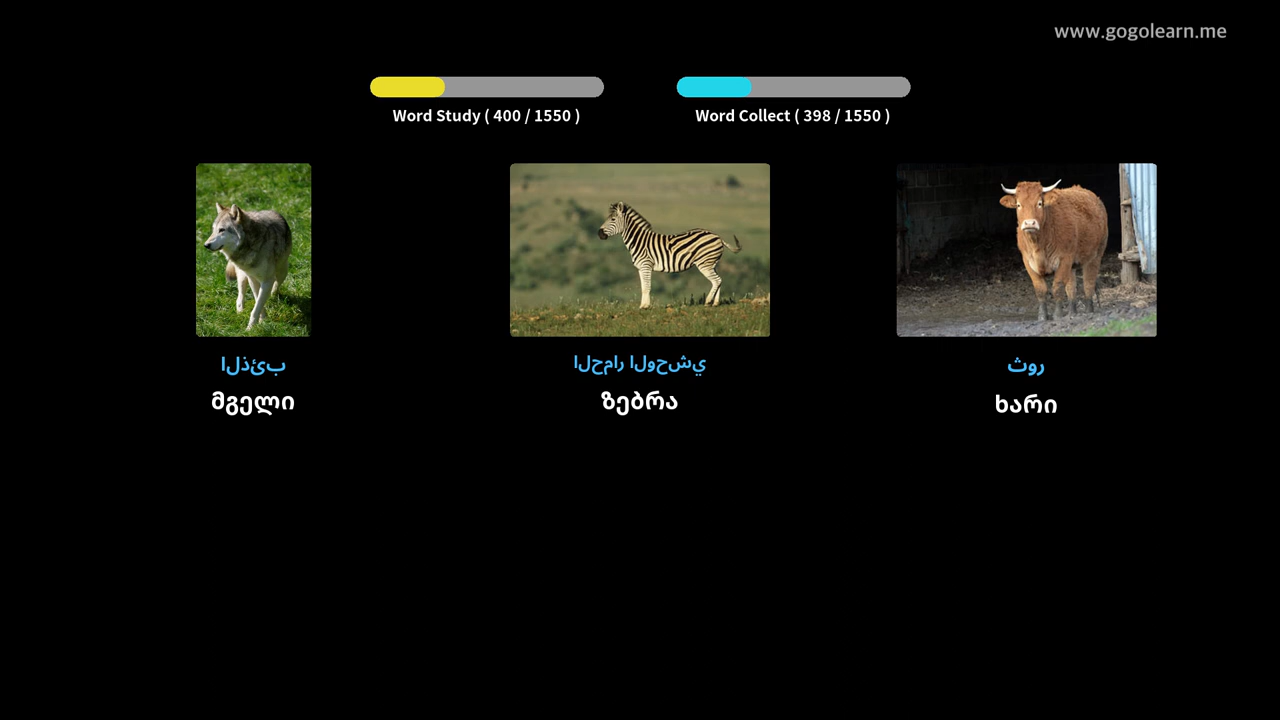 www.gogolearn.me
Word Study ( 400 / 1550 )
Word Collect ( 398 / 1550 )
الذئب
الحمار الوحشي
ثور
მგელი
ზებრა
ხარი